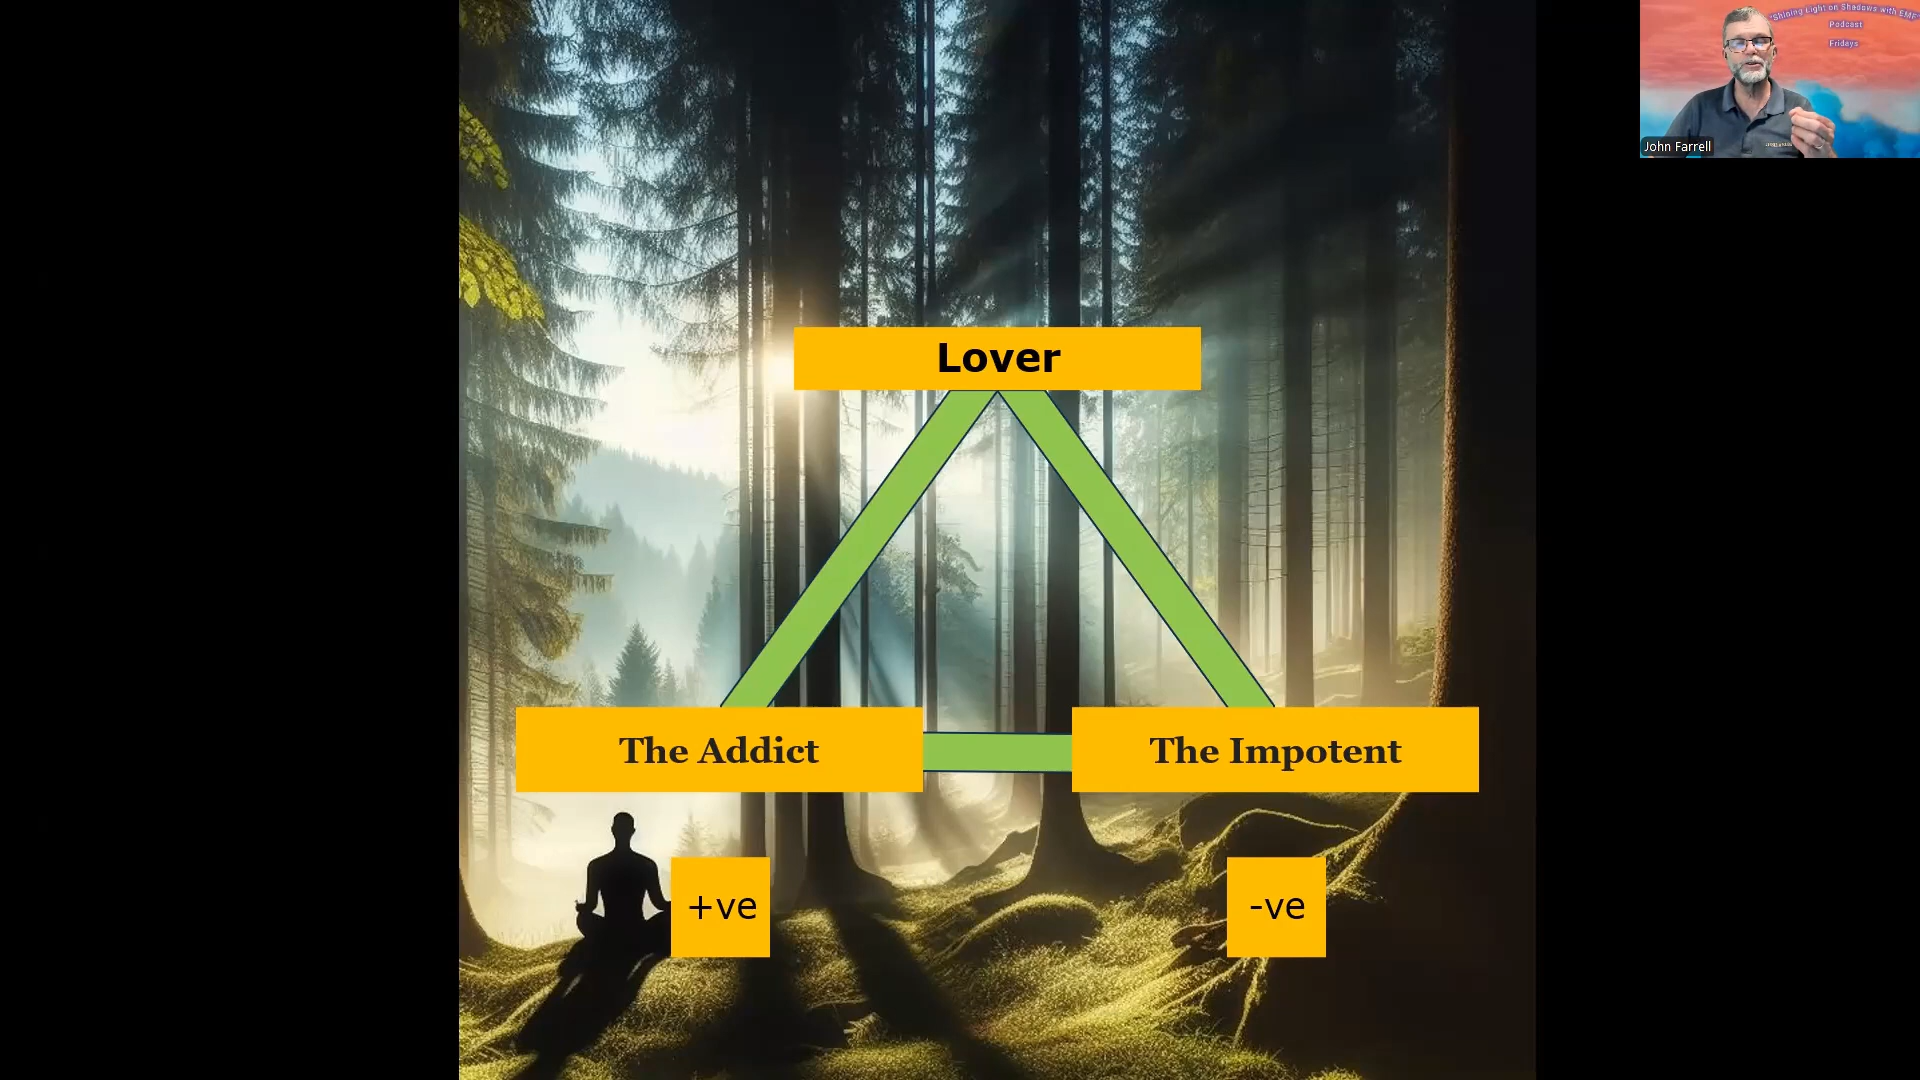 "Shining Light on Shadows with EMF"
Podcast
Fridays
John Farrell
Lover
The Addict
The Impotent
+ve
-ve